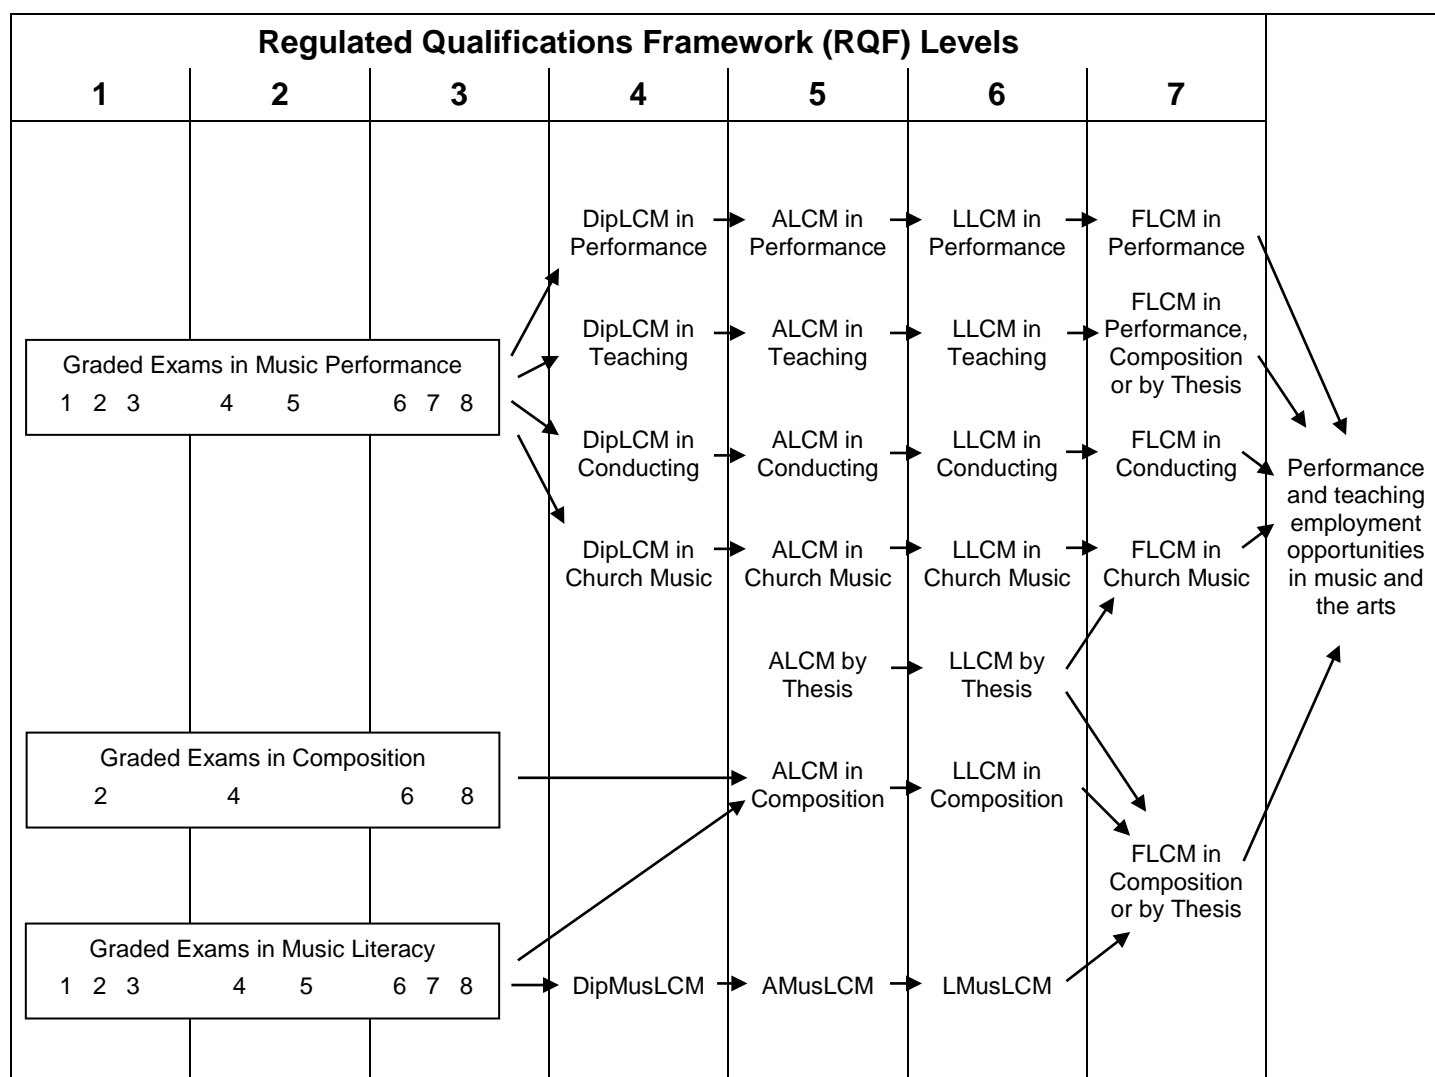 Regulated Qualifications Framework (RQF) Levels
1 2 3 4 5 6 7
DipLCM in
Performance
ALCM in
Performance
LLCM in
Performance
FLCM in
Performance
DipLCM in
Teaching
ALCM in
Teaching
LLCM in
Teaching
FLCM in
Performance,
Composition
or by Thesis
Graded Exams in Music Performance
1 2 3 4 5 6 7 8
DipLCM in
Conducting
ALCM in
Conducting
LLCM in
Conducting
FLCM in
Conducting
Performance
and teaching
employment
opportunities
in music and
the arts
DipLCM in
Church Music
ALCM in
Church Music
LLCM in
Church Music
FLCM in
Church Music
ALCM by
Thesis
LLCM by
Thesis
Graded Exams in Composition
2 4 6 8
ALCM in
Composition
LLCM in
Composition
FLCM in
Composition
or by Thesis
Graded Exams in Music Literacy
1 2 3 4 5 6 7 8
DipMusLCM
AMusLCM
LMusLCM